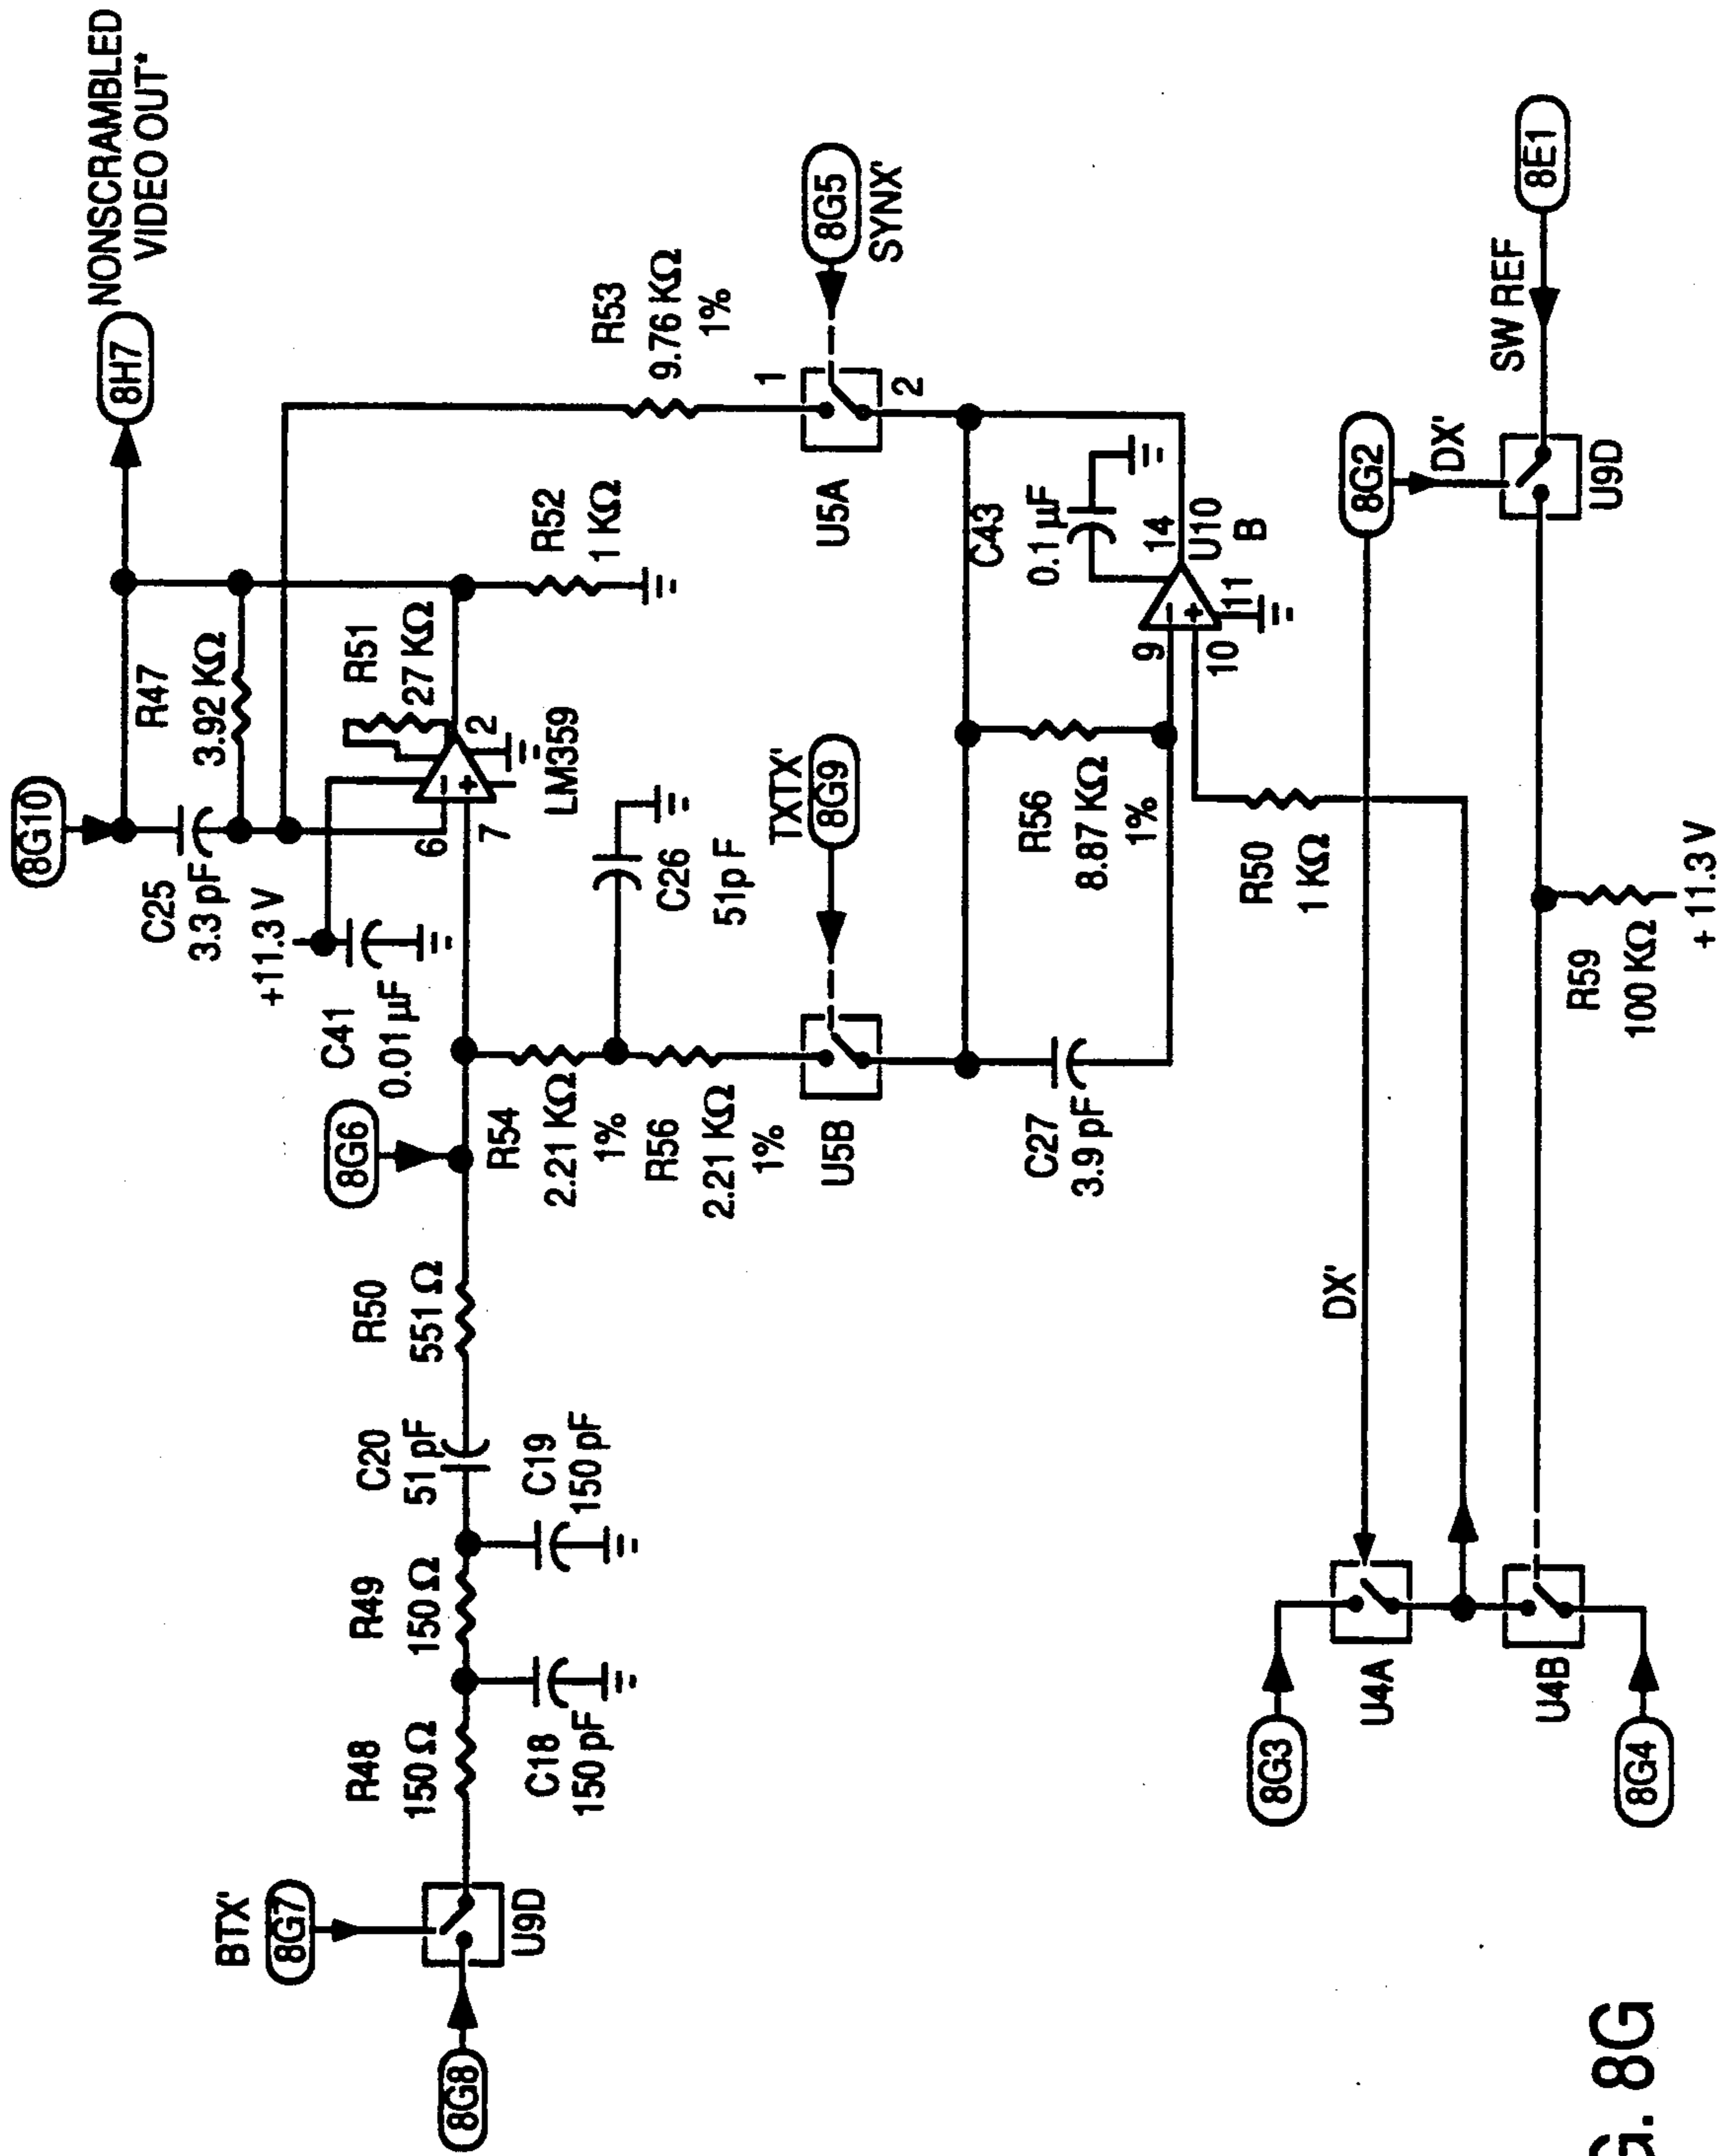 8G10
8H7
NONSCRAMBLED
VIDEO OUT*
C25
3.3 pF
R47
3.92 KΩ
+11.3 V
C41
0.01 µF
R51
27 KΩ
6
7
2
LM359
R52
1 KΩ
R53
9.76 KΩ
1%
BTX'
8G7
8G8
U9D
R48
150 Ω
C18
150 pF
R49
150 Ω
C19
150 pF
C20
51 pF
R50
551 Ω
8G6
R54
2.21 KΩ
1%
C26
51pF
R56
2.21 KΩ
1%
TXTX'
8G9
U5B
1
2
U5A
8G5
SYNX'
C27
3.9 pF
R56
8.87 KΩ
1%
C43
0.1 µF
9
10
14
11
U10
B
R50
1 KΩ
8G2
DX'
DX'
8G3
U4A
U4B
8G4
SW REF
8E1
U9D
R59
100 KΩ
+ 11.3 V
G. 8G